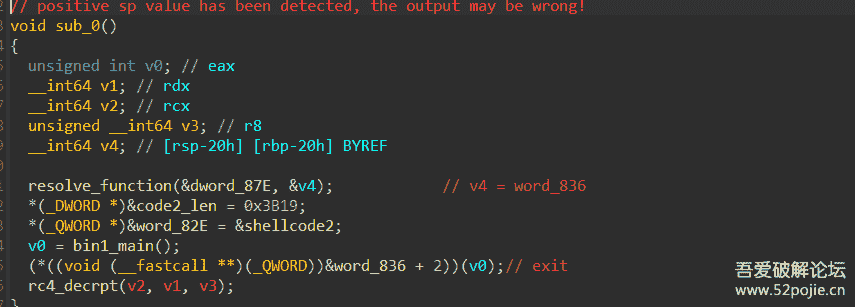 // positive sp value has been detected, the output may be wrong!
void sub_0()
{
unsigned int v0; // eax
__int64 v1; // rdx
__int64 v2; // rcx
unsigned __int64 v3; // r8
__int64 v4; // [rsp-20h] [rbp-20h] BYREF
resolve_function(&dword_87E, &v4); // v4 = word_836
*(_DWORD *)&code2_len = 0x3B19;
*(_QWORD *)&word_82E = &shellcode2;
v0 = bin1_main();
(*((void (__fastcall **)(_QWORD))&word_836 + 2))(v0);// exit
rc4_decrpt(v2, v1, v3);
}
吾爱破解论坛
www.52pojie.cn